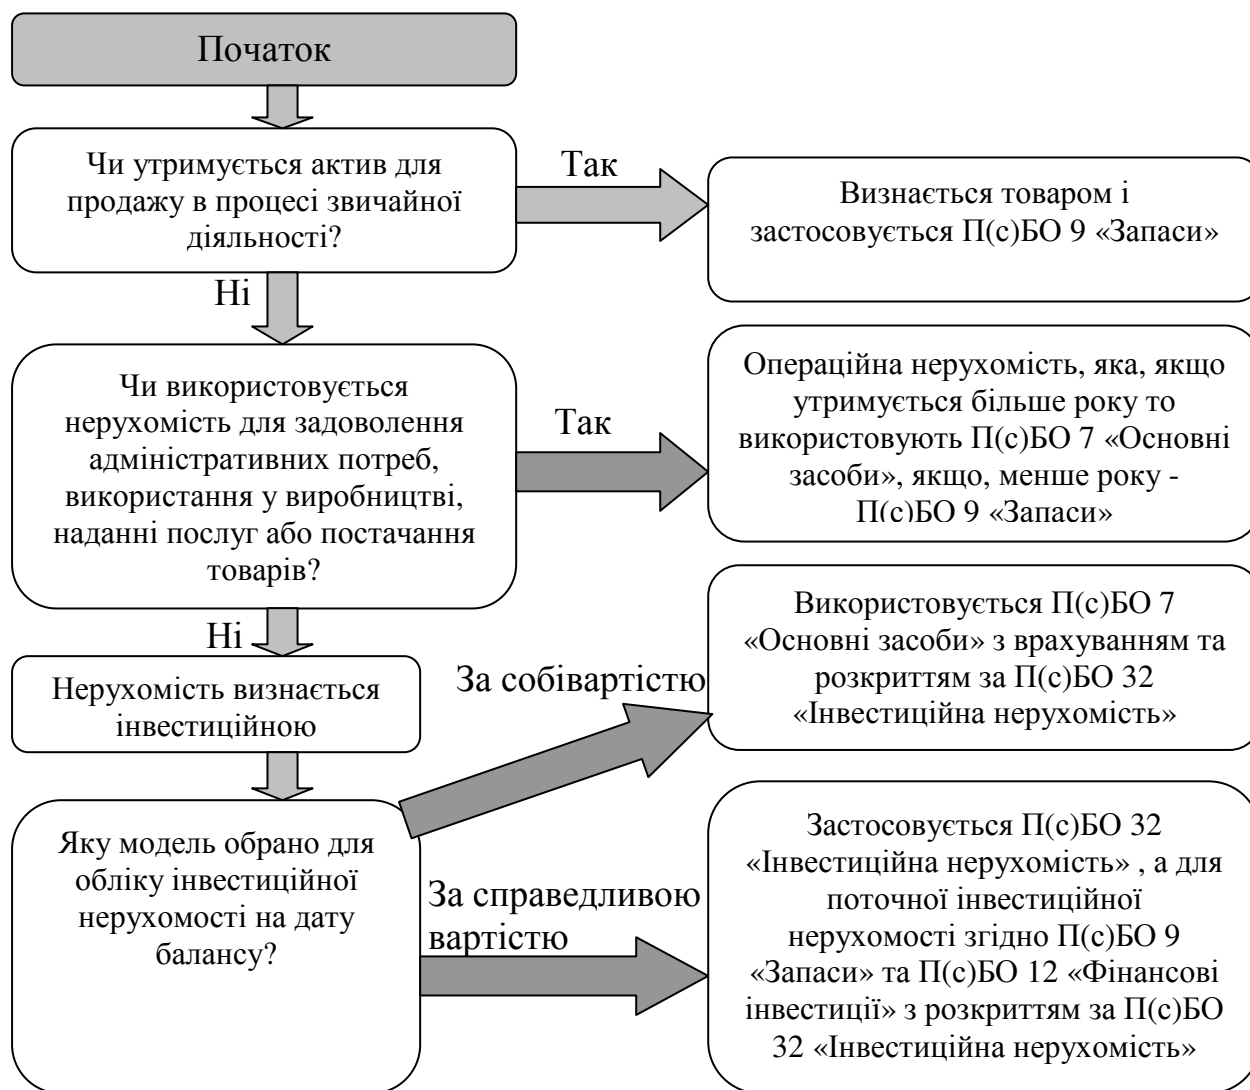 Початок
Чи утримується актив для
продажу в процесі звичайної
діяльності?
Так
Визнається товаром і
застосовується П(с)БО 9 «Запаси»
Ні
Чи використовується
нерухомість для задоволення
адміністративних потреб,
використання у виробництві,
наданні послуг або постачання
товарів?
Так
Операційна нерухомість, яка, якщо
утримується більше року то
використовують П(с)БО 7 «Основні
засоби», якщо, менше року -
П(с)БО 9 «Запаси»
Ні
Нерухомість визнається
інвестиційною
За собівартістю
Використовується П(с)БО 7
«Основні засоби» з врахуванням та
розкриттям за П(с)БО 32
«Інвестиційна нерухомість»
Яку модель обрано для
обліку інвестиційної
нерухомості на дату
балансу?
За справедливою
вартістю
Застосовується П(с)БО 32
«Інвестиційна нерухомість» , а для
поточної інвестиційної
нерухомості згідно П(с)БО 9
«Запаси» та П(с)БО 12 «Фінансові
інвестиції» з розкриттям за П(с)БО
32 «Інвестиційна нерухомість»